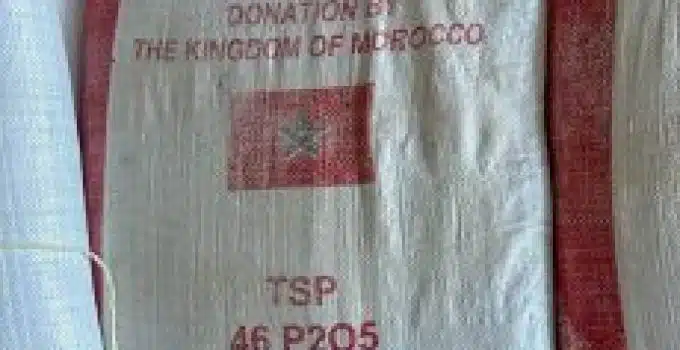 DONATION BY
THE KINGDOM OF MOROCCO
TSP
46 P2O5